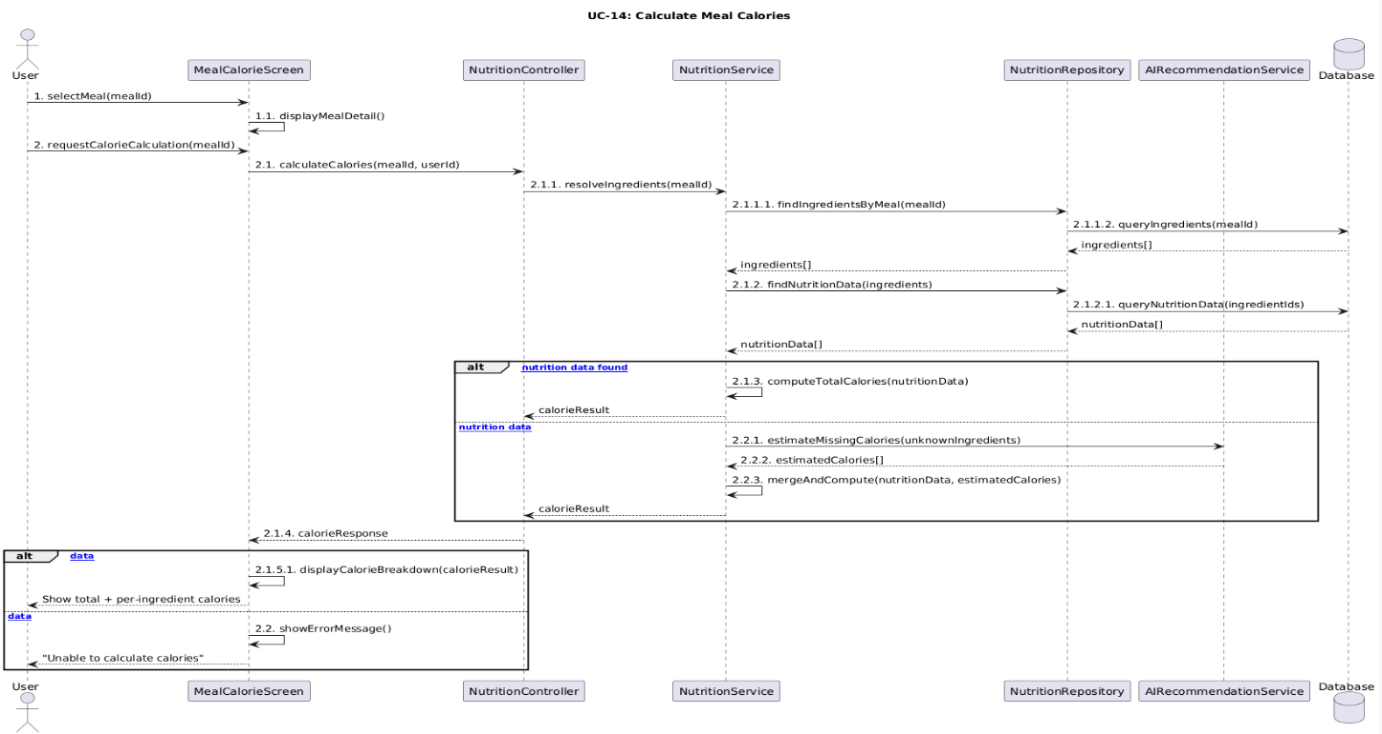 UC-14: Calculate Meal Calories
User
MealCalorieScreen
NutritionController
NutritionService
NutritionRepository
AIRecommendationService
Database
1. selectMeal(mealId)
1.1. displayMealDetail()
2. requestCalorieCalculation(mealId)
2.1. calculateCalories(mealId, userId)
2.1.1. resolveIngredients(mealId)
2.1.1.1. findIngredientsByMeal(mealId)
2.1.1.2. queryIngredients(mealId)
ingredients[]
ingredients[]
2.1.2. findNutritionData(ingredients)
2.1.2.1. queryNutritionData(ingredientIds)
nutritionData[]
nutritionData[]
alt
nutrition data found
2.1.3. computeTotalCalories(nutritionData)
calorieResult
nutrition data
2.2.1. estimateMissingCalories(unknownIngredients)
2.2.2. estimatedCalories[]
2.2.3. mergeAndCompute(nutritionData, estimatedCalories)
calorieResult
2.1.4. calorieResponse
alt
data
2.1.5.1. displayCalorieBreakdown(calorieResult)
Show total + per-ingredient calories
data
2.2. showErrorMessage()
"Unable to calculate calories"
User
MealCalorieScreen
NutritionController
NutritionService
NutritionRepository
AIRecommendationService
Database